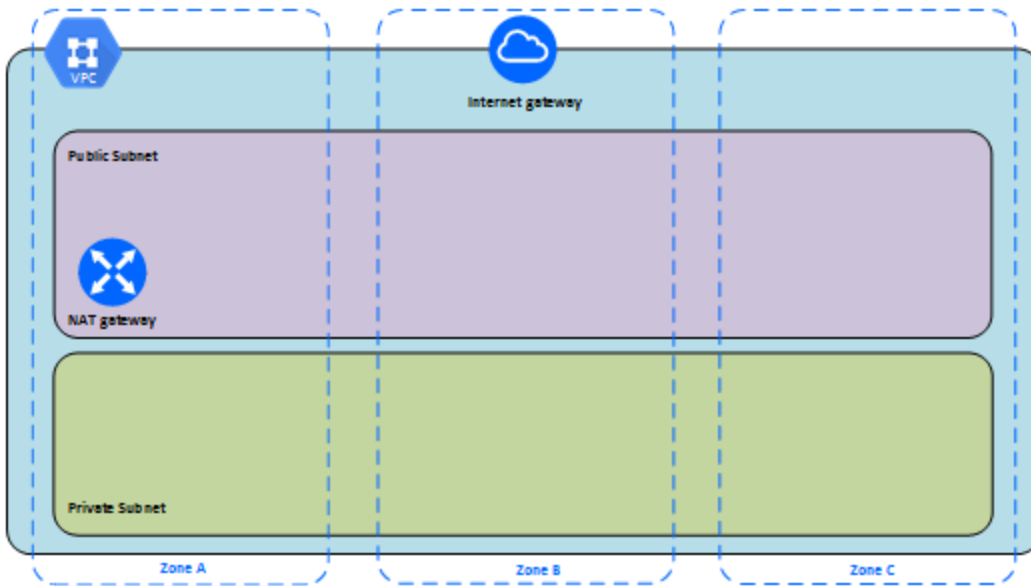 VPC
Internet gateway
Public Subnet
NAT gateway
Private Subnet
Zone A
Zone B
Zone C